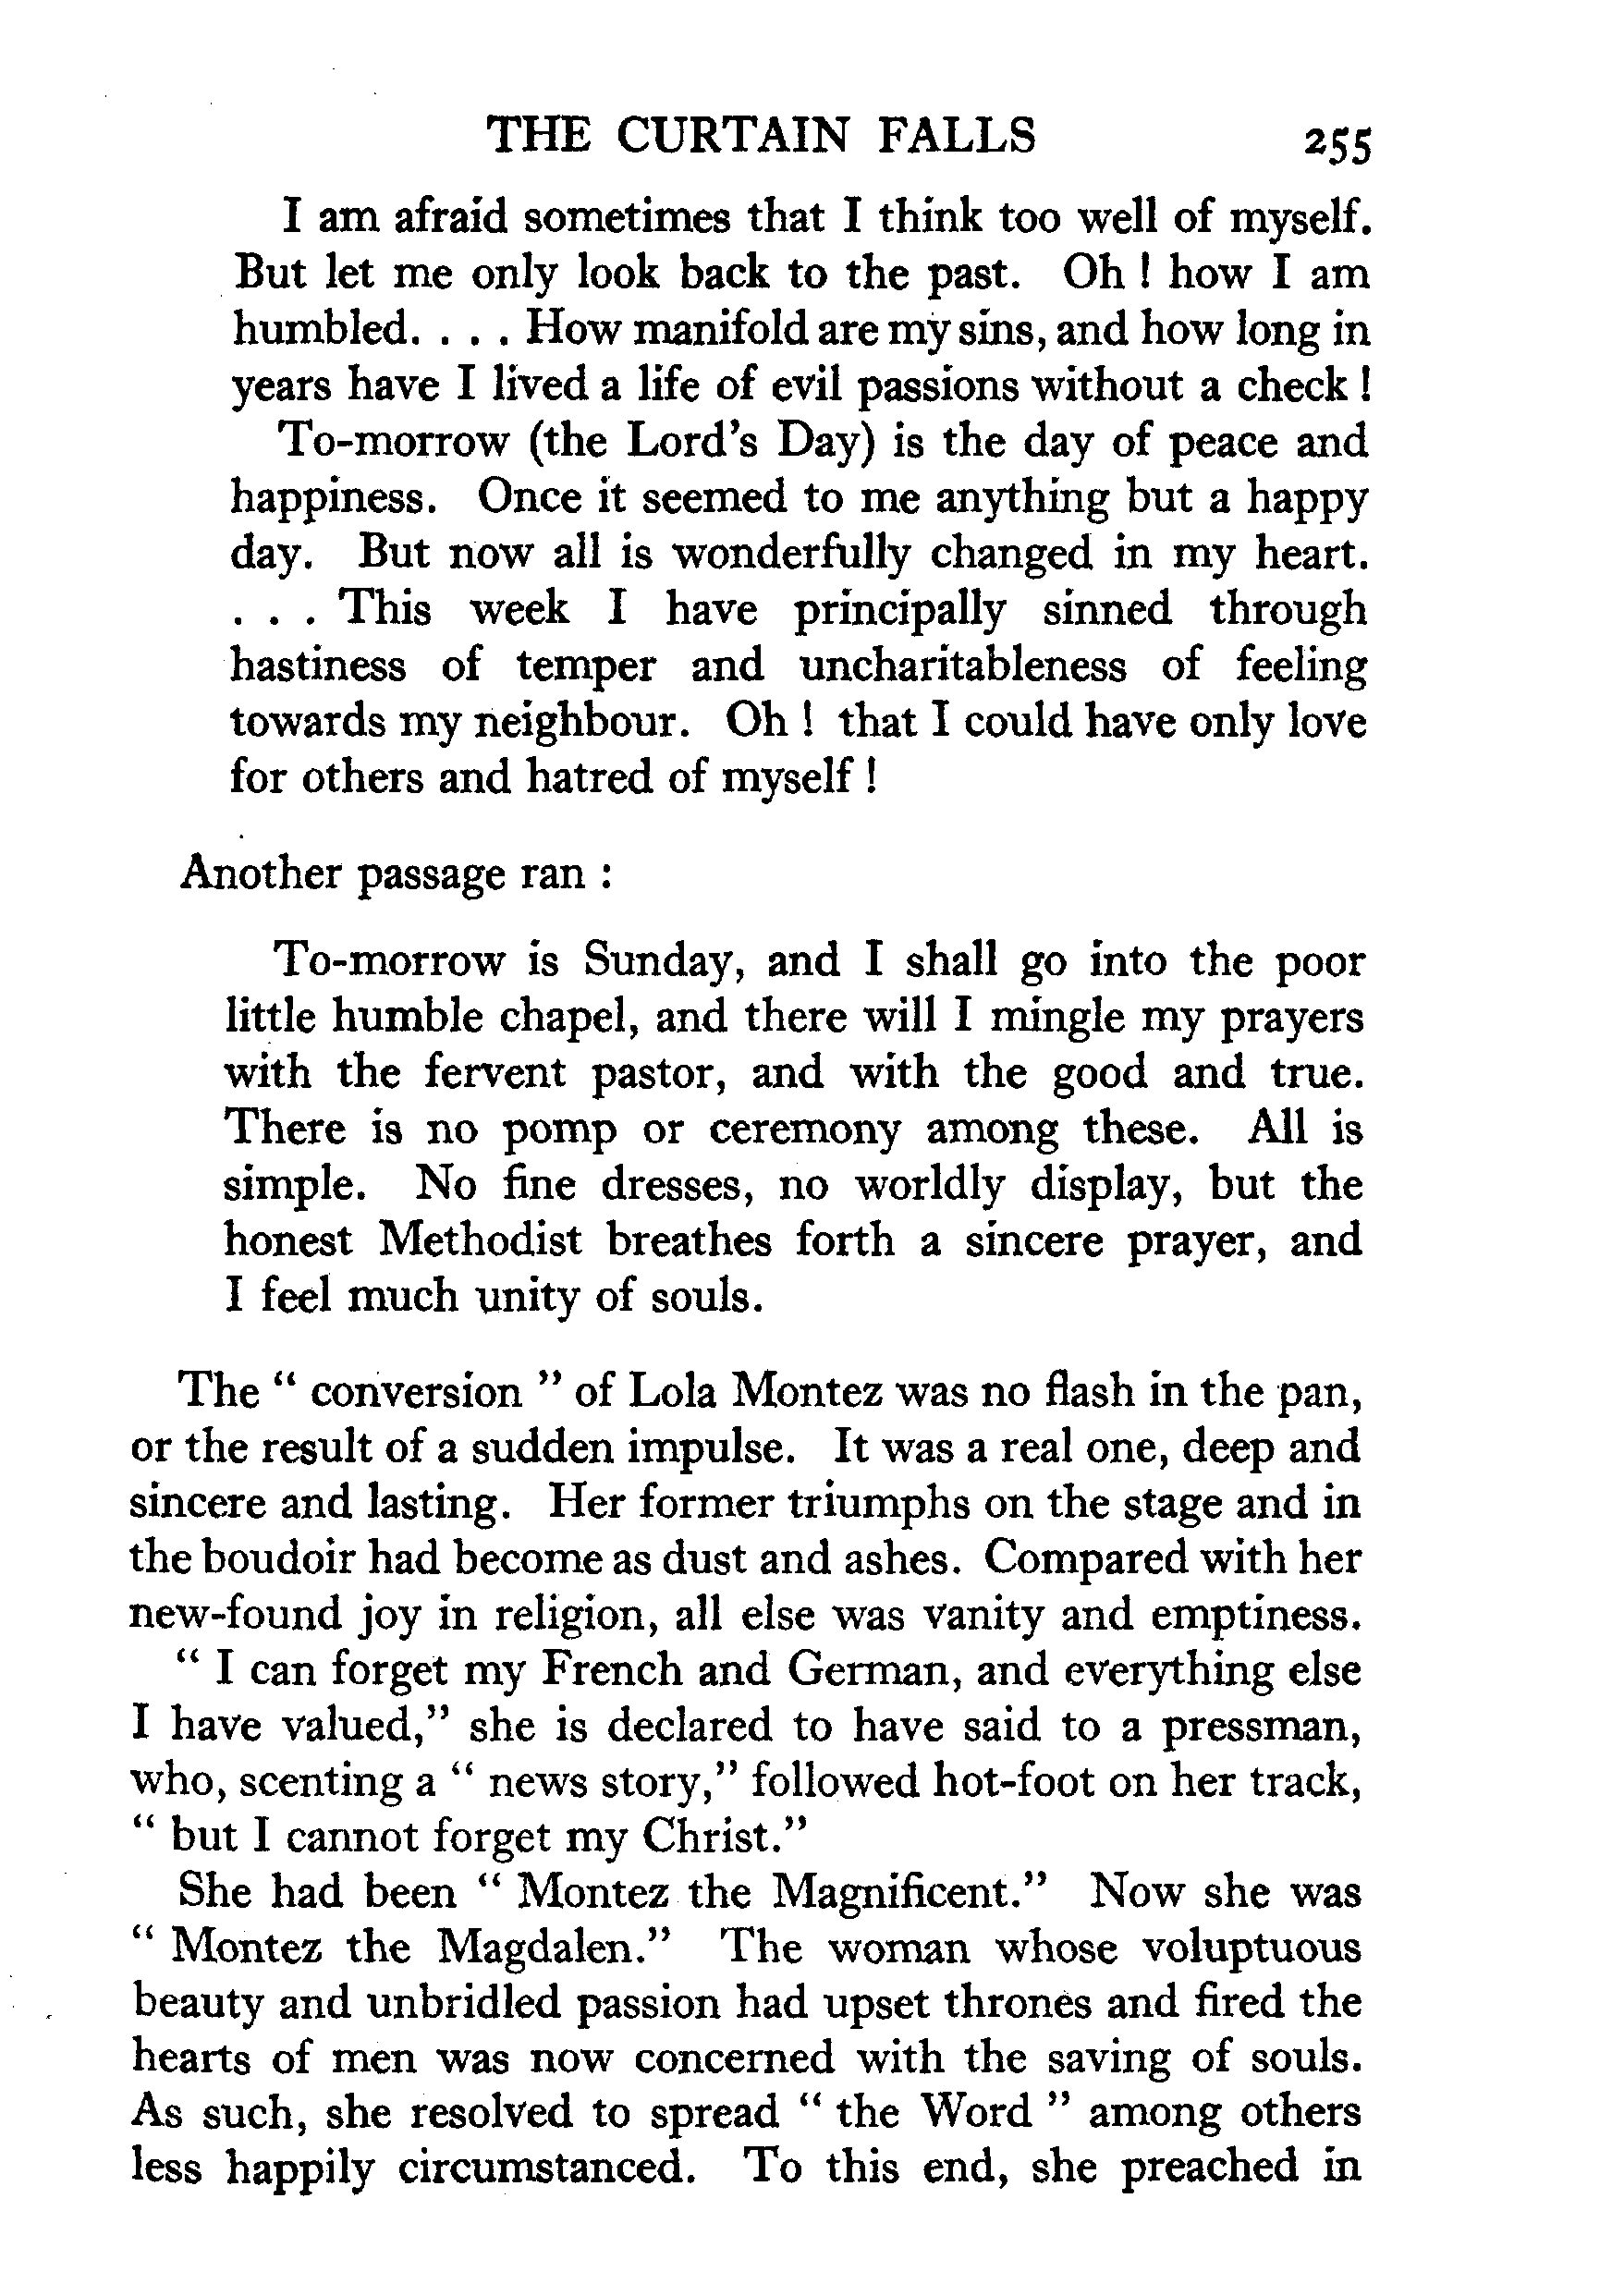 THE CURTAIN FALLS 255
I am afraid sometimes that I think too well of myself.
But let me only look back to the past. Oh ! how I am
humbled. . . . How manifold are my sins, and how long in
years have I lived a life of evil passions without a check !
To-morrow (the Lord's Day) is the day of peace and
happiness. Once it seemed to me anything but a happy
day. But now all is wonderfully changed in my heart.
. . . This week I have principally sinned through
hastiness of temper and uncharitableness of feeling
towards my neighbour. Oh ! that I could have only love
for others and hatred of myself !
Another passage ran :
To-morrow is Sunday, and I shall go into the poor
little humble chapel, and there will I mingle my prayers
with the fervent pastor, and with the good and true.
There is no pomp or ceremony among these. All is
simple. No fine dresses, no worldly display, but the
honest Methodist breathes forth a sincere prayer, and
I feel much unity of souls.
The " conversion " of Lola Montez was no flash in the pan,
or the result of a sudden impulse. It was a real one, deep and
sincere and lasting. Her former triumphs on the stage and in
the boudoir had become as dust and ashes. Compared with her
new-found joy in religion, all else was vanity and emptiness.
" I can forget my French and German, and everything else
I have valued," she is declared to have said to a pressman,
who, scenting a " news story," followed hot-foot on her track,
" but I cannot forget my Christ."
She had been " Montez the Magnificent." Now she was
" Montez the Magdalen." The woman whose voluptuous
beauty and unbridled passion had upset thrones and fired the
hearts of men was now concerned with the saving of souls.
As such, she resolved to spread " the Word " among others
less happily circumstanced. To this end, she preached in